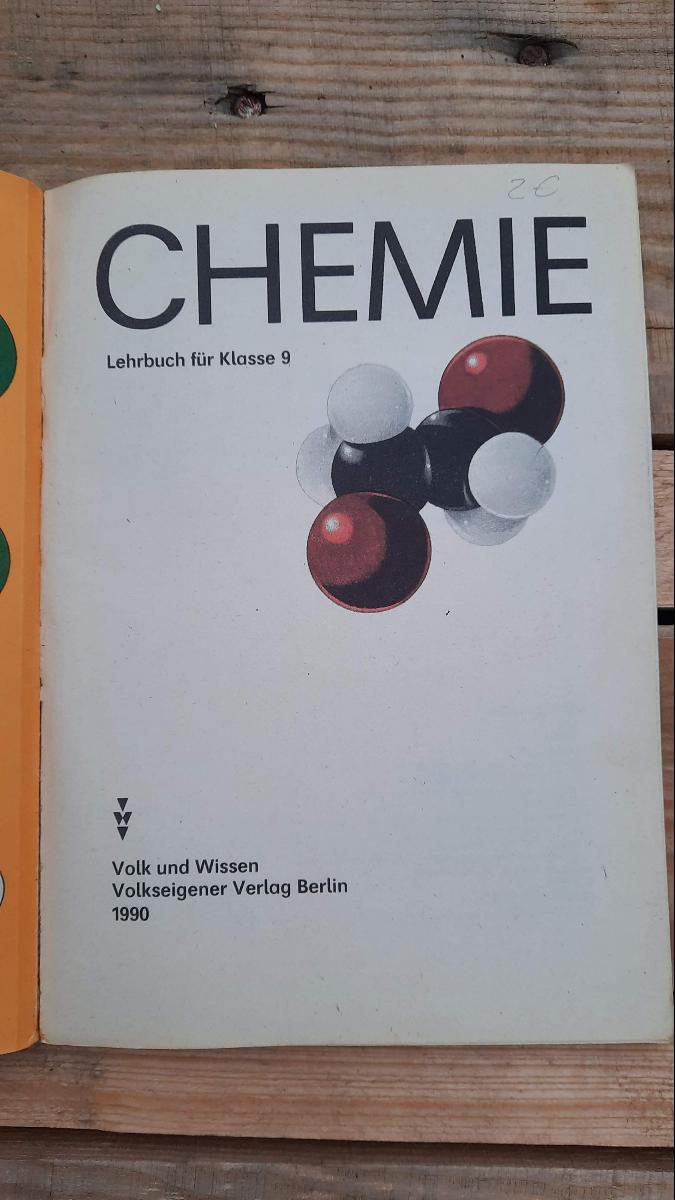 2 €
CHEMIE
Lehrbuch für Klasse 9
Volk und Wissen
Volkseigener Verlag Berlin
1990